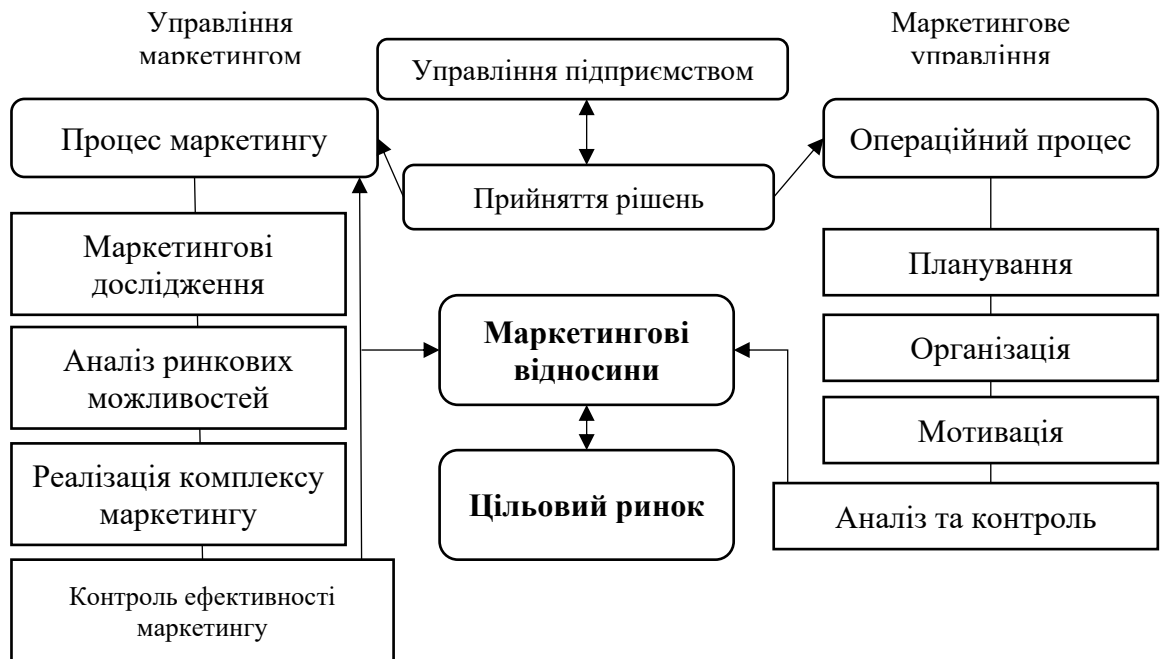 Управління
маркетингом
Маркетингове
управління
Управління підприємством
Процес маркетингу
Операційний процес
Прийняття рішень
Маркетингові
дослідження
Планування
Маркетингові
відносини
Аналіз ринкових
можливостей
Організація
Мотивація
Реалізація комплексу
маркетингу
Цільовий ринок
Аналіз та контроль
Контроль ефективності
маркетингу